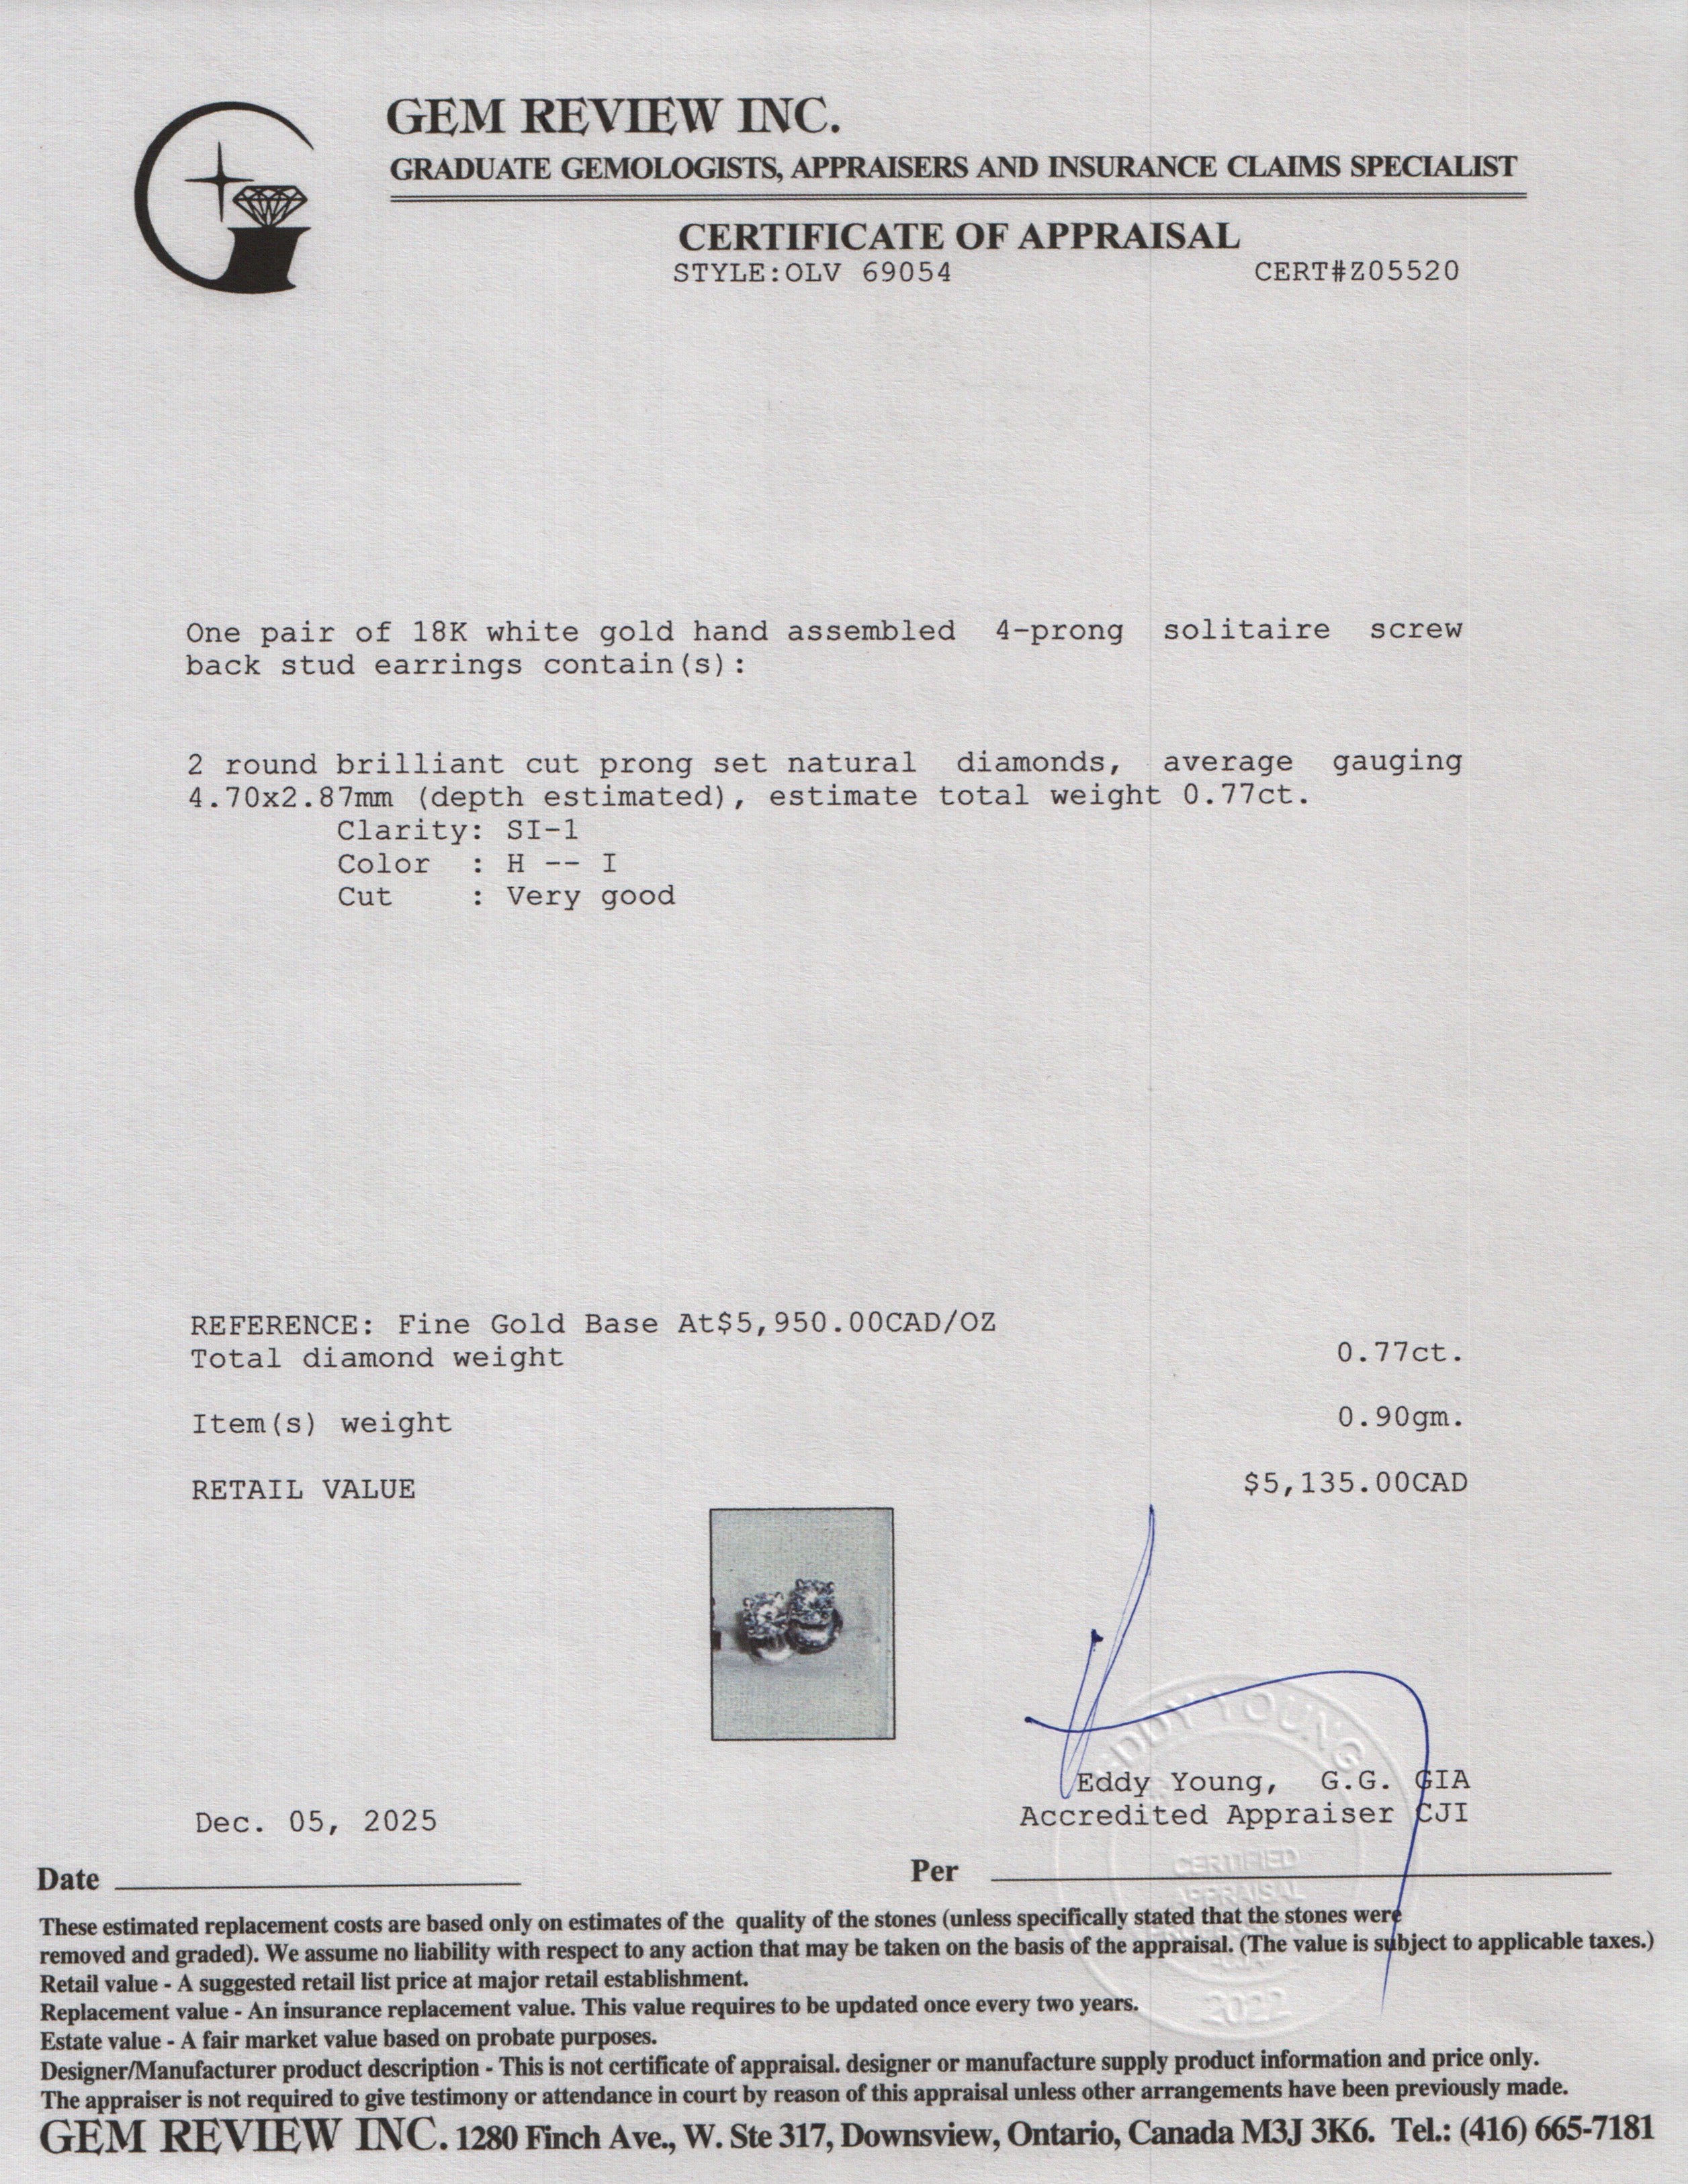 GEM REVIEW INC.
GRADUATE GEMOLOGISTS, APPRAISERS AND INSURANCE CLAIMS SPECIALIST
CERTIFICATE OF APPRAISAL
STYLE:OLV 69054 CERT#Z05520
One pair of 18K white gold hand assembled 4-prong solitaire screw
back stud earrings contain(s):
2 round brilliant cut prong set natural diamonds, average gauging
4.70x2.87mm (depth estimated), estimate total weight 0.77ct.
Clarity: SI-1
Color : H -- I
Cut : Very good
REFERENCE: Fine Gold Base At$5,950.00CAD/OZ
Total diamond weight 0.77ct.
Item(s) weight 0.90gm.
RETAIL VALUE $5,135.00CAD
EDDY YOUNG
Eddy Young, G.G. GIA
Dec. 05, 2025 Accredited Appraiser CJI
CERTIFIED
APPRAISAL
Date Per
These estimated replacement costs are based only on estimates of the quality of the stones (unless specifically stated that the stones were
removed and graded). We assume no liability with respect to any action that may be taken on the basis of the appraisal. (The value is subject to applicable taxes.)
Retail value - A suggested retail list price at major retail establishment.
Replacement value - An insurance replacement value. This value requires to be updated once every two years.
2022
Estate value - A fair market value based on probate purposes.
Designer/Manufacturer product description - This is not certificate of appraisal. designer or manufacture supply product information and price only.
The appraiser is not required to give testimony or attendance in court by reason of this appraisal unless other arrangements have been previously made.
GEM REVIEW INC. 1280 Finch Ave., W. Ste 317, Downsview, Ontario, Canada M3J 3K6. Tel.: (416) 665-7181